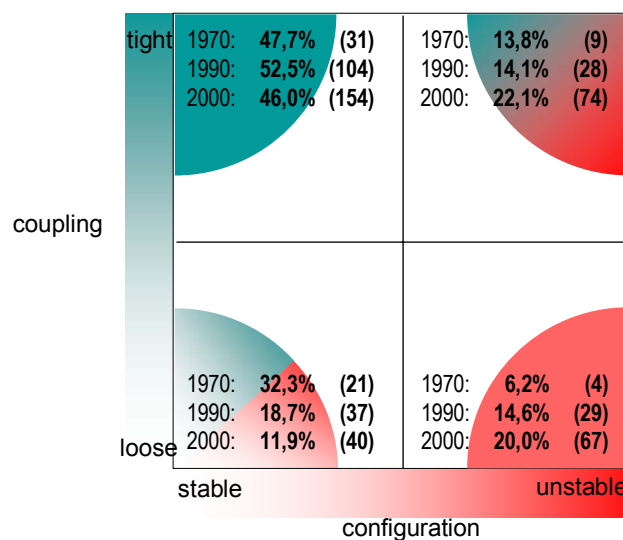 tight
1970: 47,7% (31)
1990: 52,5% (104)
2000: 46,0% (154)
1970: 13,8% (9)
1990: 14,1% (28)
2000: 22,1% (74)
coupling
1970: 32,3% (21)
1990: 18,7% (37)
2000: 11,9% (40)
1970: 6,2% (4)
1990: 14,6% (29)
2000: 20,0% (67)
loose
stable
unstable
configuration